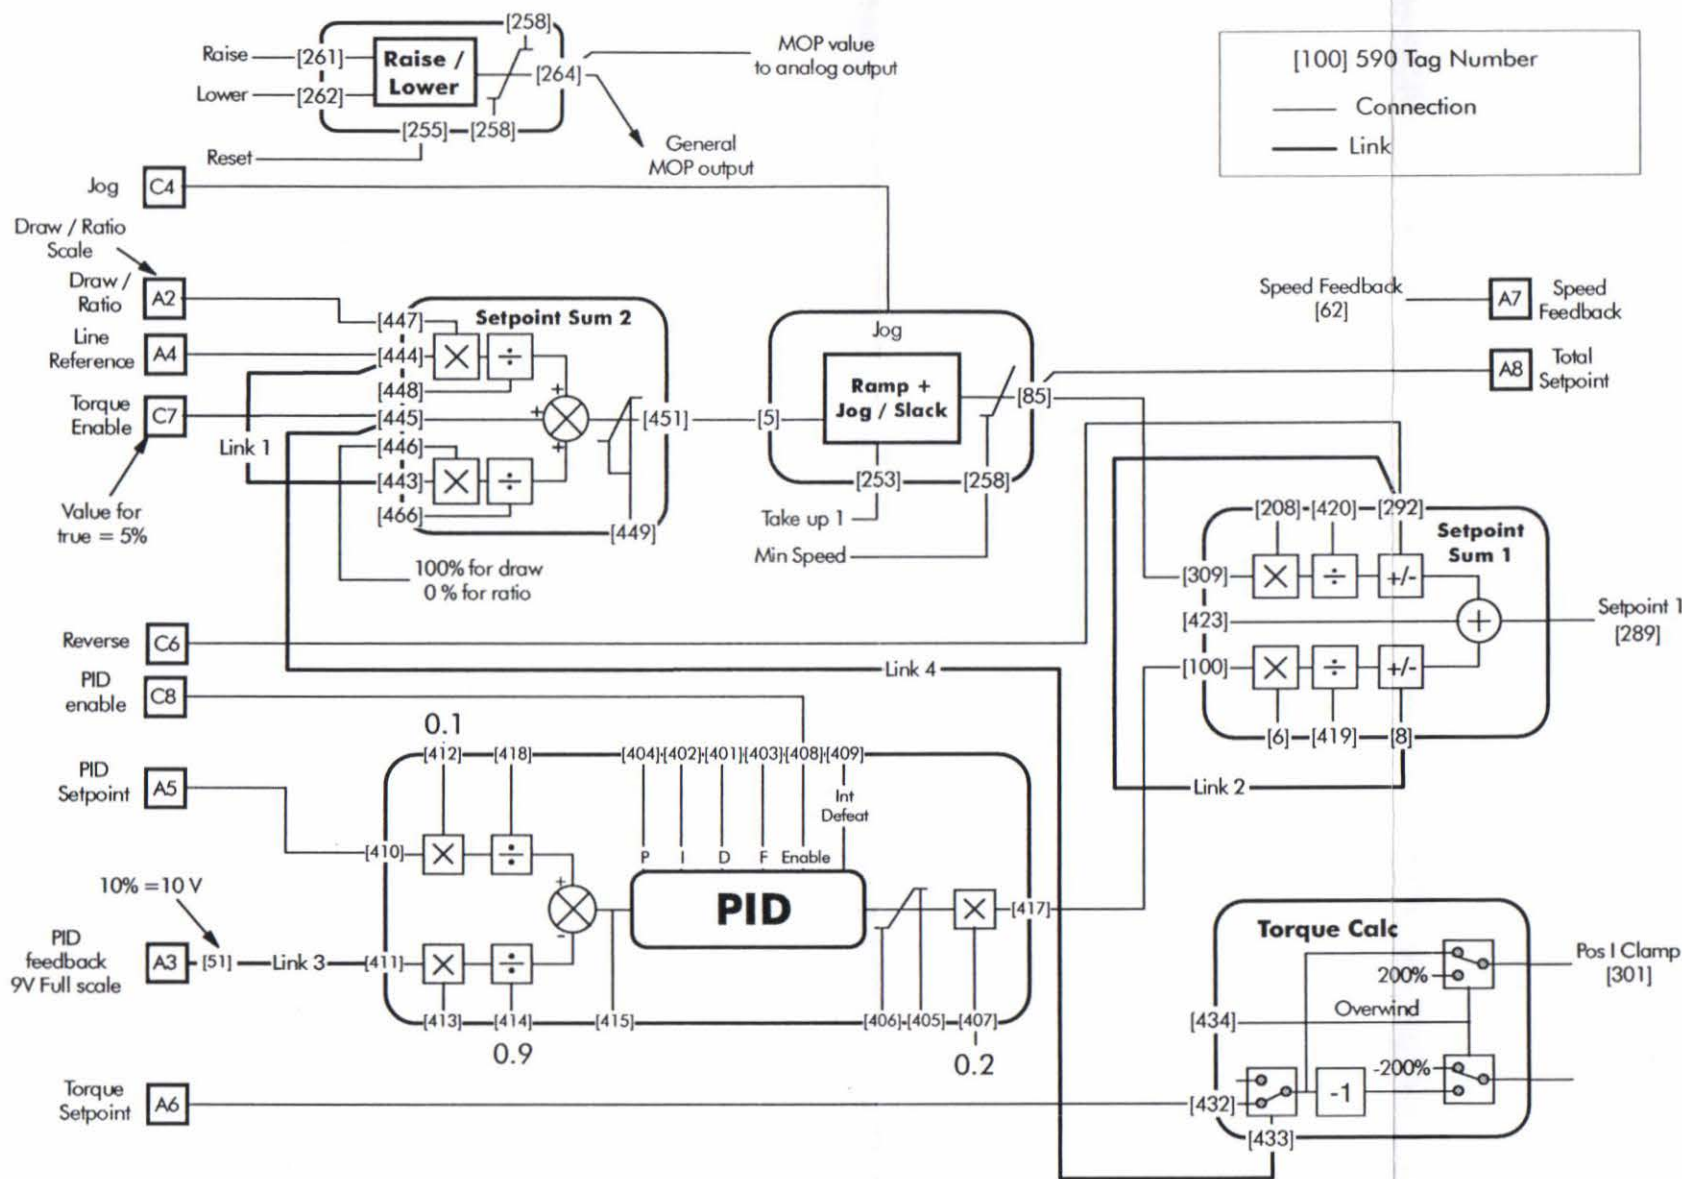 [258]
Raise
[261]
Raise /
Lower
Lower
[262]
[264]
MOP value
to analog output
[255]
[258]
Reset
General
MOP output
[100] 590 Tag Number
Connection
Link
Jog
C4
Draw / Ratio
Scale
Draw /
Ratio
A2
Line
Reference
A4
Torque
Enable
C7
Link 1
Value for
true = 5%
[447]
Setpoint Sum 2
[444]
×
÷
[448]
+
[445]
+
[446]
+
[443]
×
÷
[466]
[451]
[449]
100% for draw
0 % for ratio
[5]
Jog
Ramp +
Jog / Slack
[85]
[253]
[258]
Take up 1
Min Speed
Speed Feedback
[62]
A7
Speed
Feedback
A8
Total
Setpoint
[208]
[420]
[292]
Setpoint
Sum 1
[309]
×
÷
+/-
[423]
+
Setpoint 1
[289]
[100]
×
÷
+/-
[6]
[419]
[8]
Link 2
Reverse
C6
Link 4
PID
enable
C8
0.1
[412]
[418]
[404]
[402]
[401]
[403]
[408]
[409]
PID
Setpoint
A5
Int
Defeat
[410]
×
÷
P
I
D
F
Enable
10% = 10 V
+
-
PID
×
[417]
PID
feedback
9V Full scale
A3
[51]
Link 3
[411]
×
÷
[413]
[414]
[415]
[406]
[405]
[407]
0.9
0.2
Torque
Setpoint
A6
Torque Calc
200%
Pos I Clamp
[301]
[434]
Overwind
-200%
[432]
-1
[433]